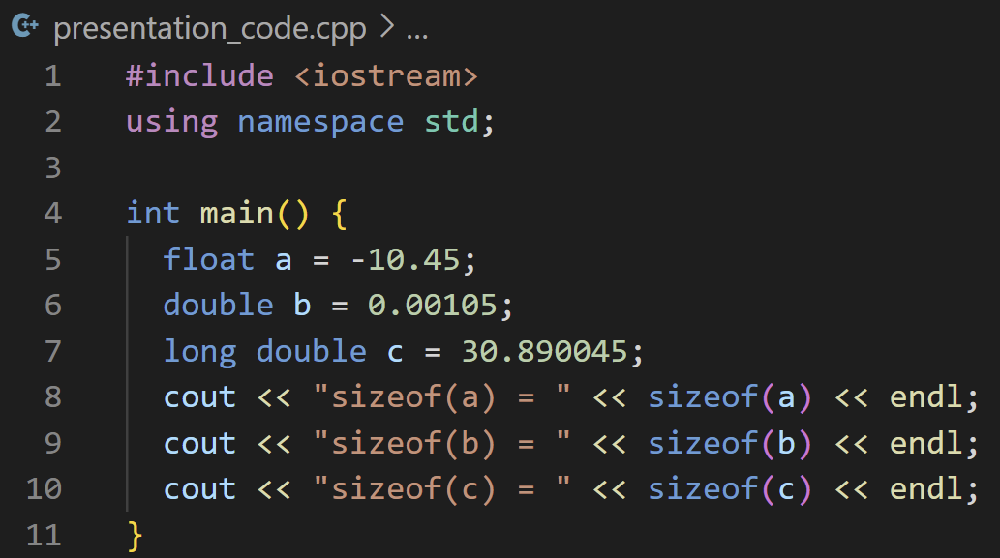 presentation_code.cpp > ...
1 #include <iostream>
2 using namespace std;
3
4 int main() {
5   float a = -10.45;
6   double b = 0.00105;
7   long double c = 30.890045;
8   cout << "sizeof(a) = " << sizeof(a) << endl;
9   cout << "sizeof(b) = " << sizeof(b) << endl;
10   cout << "sizeof(c) = " << sizeof(c) << endl;
11 }